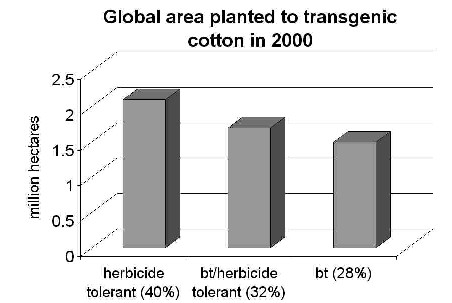 Global area planted to transgenic
cotton in 2000
2.5
2
1.5
1
0.5
0
million hectares
herbicide
tolerant (40%)
bt/herbicide
tolerant (32%)
bt (28%)